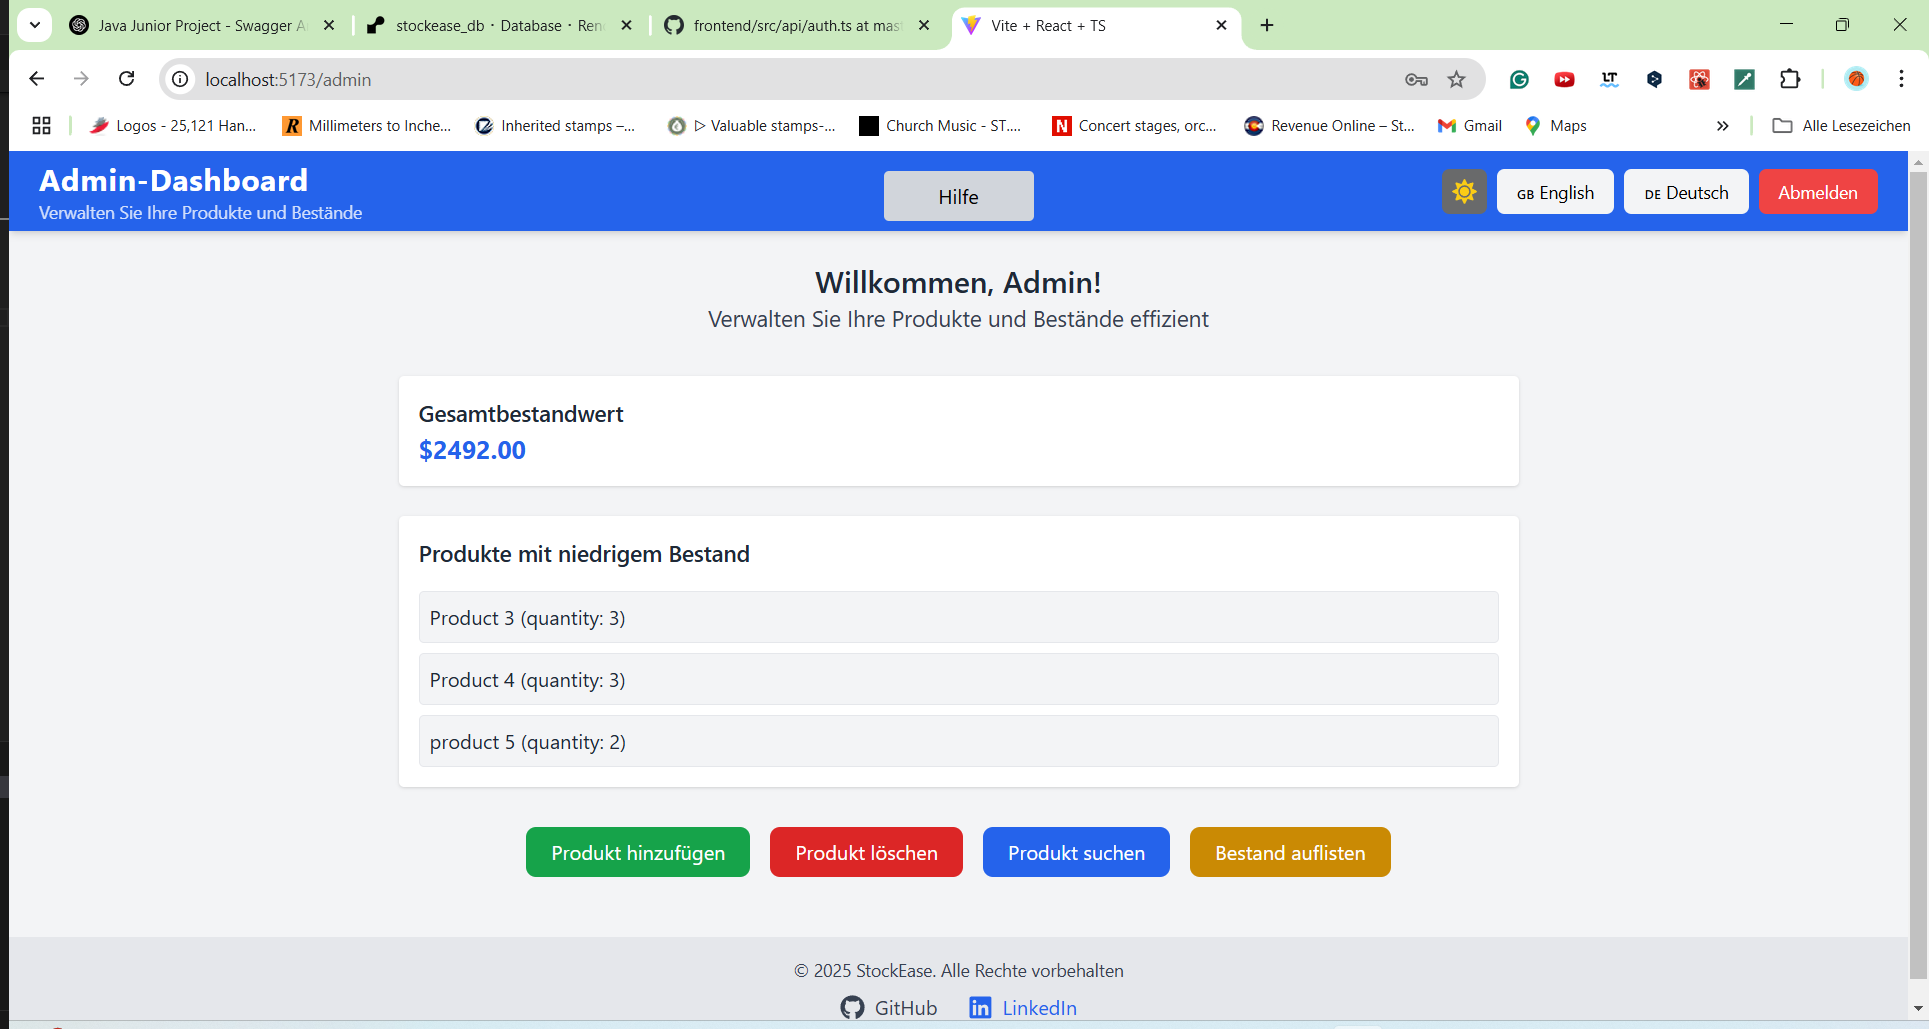 Java Junior Project - Swagger A
stockease_db · Database · Ren
frontend/src/api/auth.ts at mas
Vite + React + TS
localhost:5173/admin
Logos - 25,121 Han...
Millimeters to Inche...
Inherited stamps –...
▷ Valuable stamps-...
Church Music - ST....
Concert stages, orc...
Revenue Online – St...
Gmail
Maps
Alle Lesezeichen
Admin-Dashboard
Verwalten Sie Ihre Produkte und Bestände
Hilfe
GB English
DE Deutsch
Abmelden
Willkommen, Admin!
Verwalten Sie Ihre Produkte und Bestände effizient
Gesamtbestandwert
$2492.00
Produkte mit niedrigem Bestand
Product 3 (quantity: 3)
Product 4 (quantity: 3)
product 5 (quantity: 2)
Produkt hinzufügen
Produkt löschen
Produkt suchen
Bestand auflisten
© 2025 StockEase. Alle Rechte vorbehalten
GitHub
LinkedIn